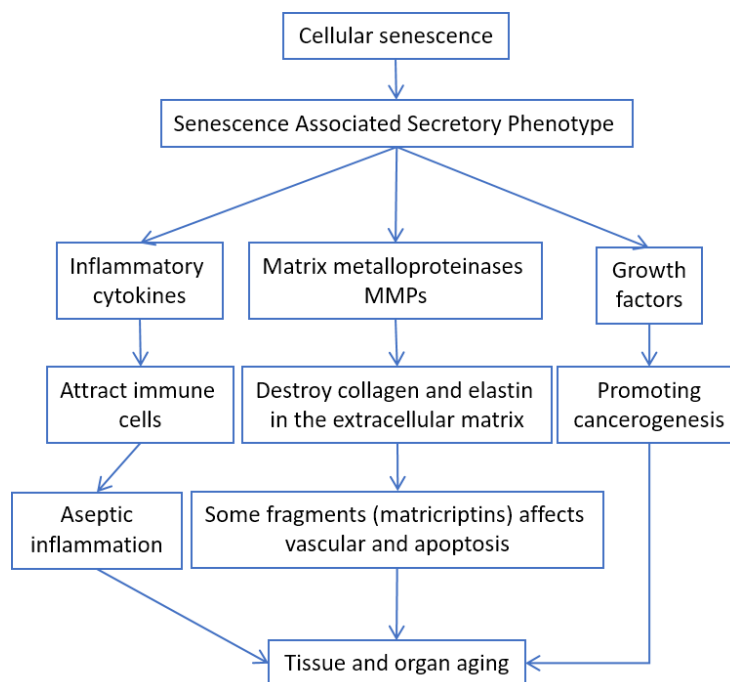 Cellular senescence
Senescence Associated Secretory Phenotype
Inflammatory
cytokines
Matrix metalloproteinases
MMPs
Growth
factors
Attract immune
cells
Destroy collagen and elastin
in the extracellular matrix
Promoting
cancerogenesis
Aseptic
inflammation
Some fragments (matricriptins) affects
vascular and apoptosis
Tissue and organ aging